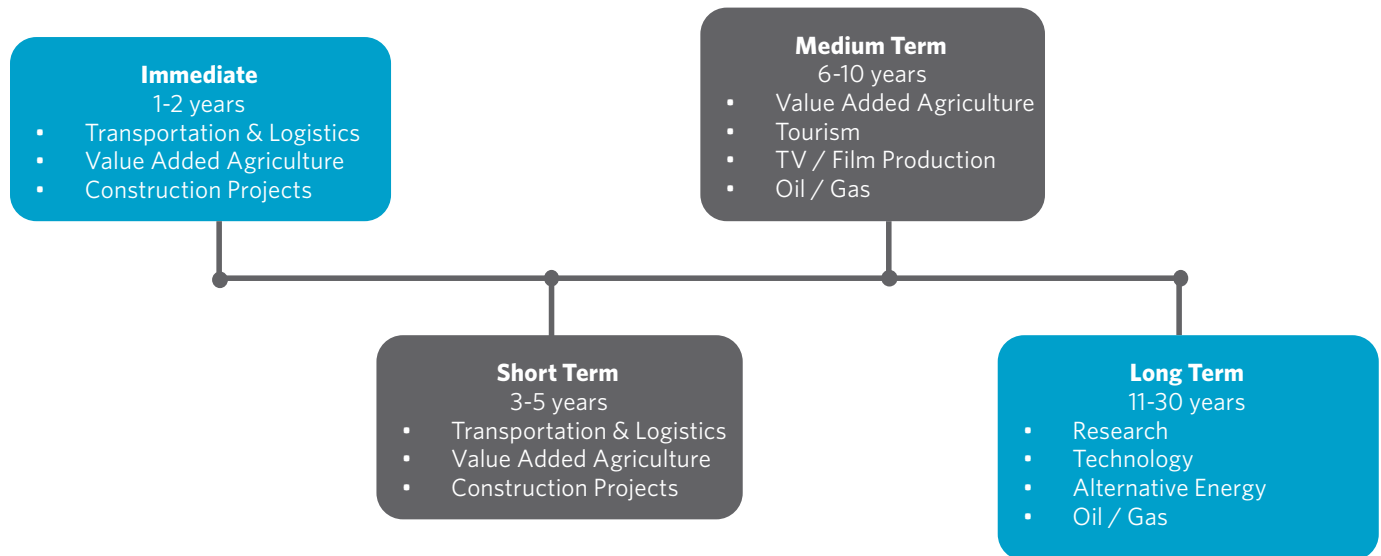 Immediate
1-2 years
▪ Transportation & Logistics
▪ Value Added Agriculture
▪ Construction Projects
Short Term
3-5 years
▪ Transportation & Logistics
▪ Value Added Agriculture
▪ Construction Projects
Medium Term
6-10 years
▪ Value Added Agriculture
▪ Tourism
▪ TV / Film Production
▪ Oil / Gas
Long Term
11-30 years
▪ Research
▪ Technology
▪ Alternative Energy
▪ Oil / Gas